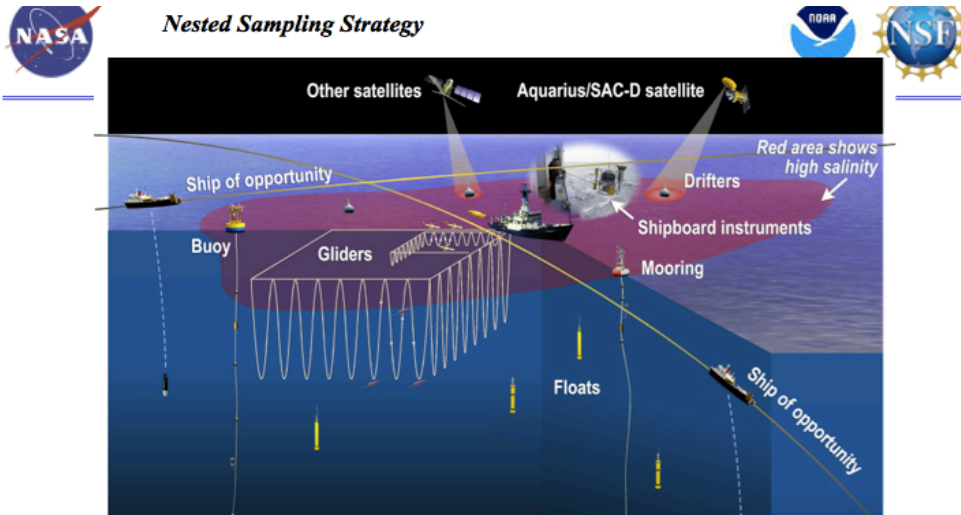 Nested Sampling Strategy
NASA
NOAA
NSF
Other satellites
Aquarius/SAC-D satellite
Red area shows
high salinity
Ship of opportunity
Drifters
Shipboard instruments
Buoy
Gliders
Mooring
Floats
Ship of opportunity